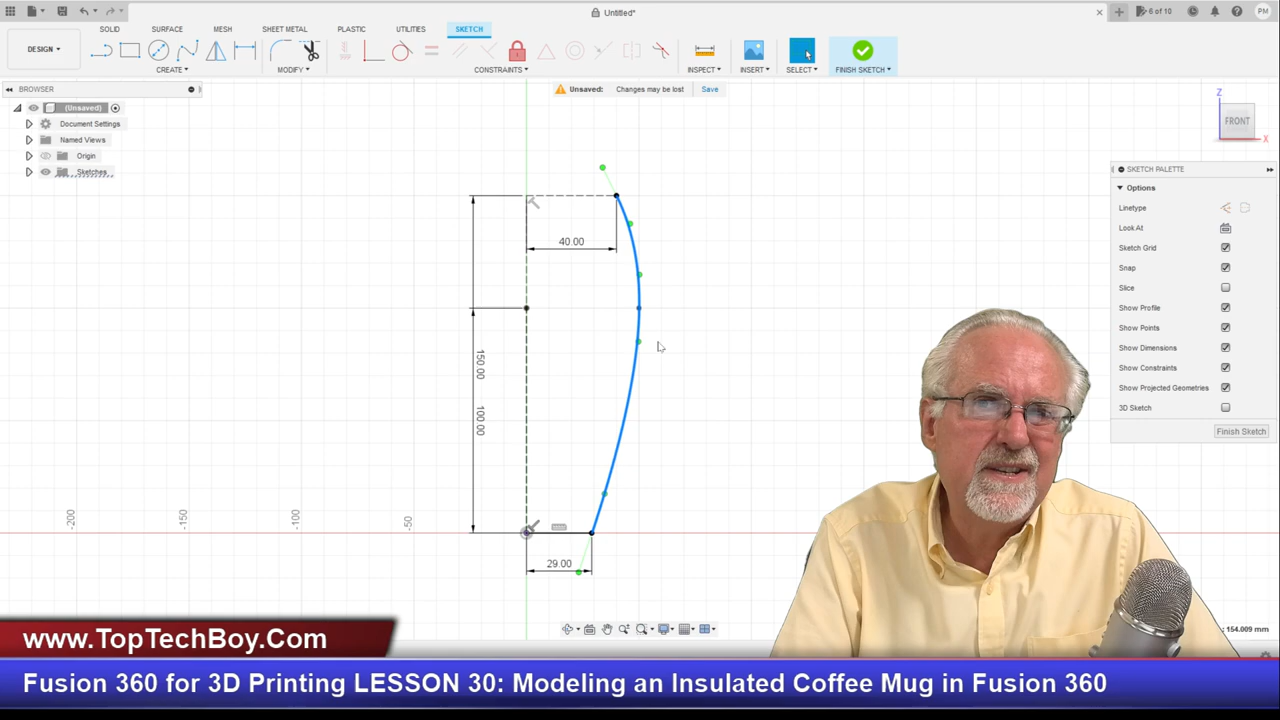 Untitled*
6 of 10
PM
SOLID SURFACE MESH SHEET METAL PLASTIC UTILITIES SKETCH
DESIGN
CREATE MODIFY CONSTRAINTS INSPECT INSERT SELECT FINISH SKETCH
BROWSER
Unsaved: Changes may be lost Save
(Unsaved)
Document Settings
Named Views
Origin
Sketches
Z
FRONT
X
SKETCH PALETTE
Options
Linetype
Look At
Sketch Grid
Snap
Slice
Show Profile
Show Points
Show Dimensions
Show Constraints
Show Projected Geometries
3D Sketch
Finish Sketch
40.00
150.00
100.00
-200
-150
-100
-50
29.00
154.009 mm
www.TopTechBoy.Com
Fusion 360 for 3D Printing LESSON 30: Modeling an Insulated Coffee Mug in Fusion 360